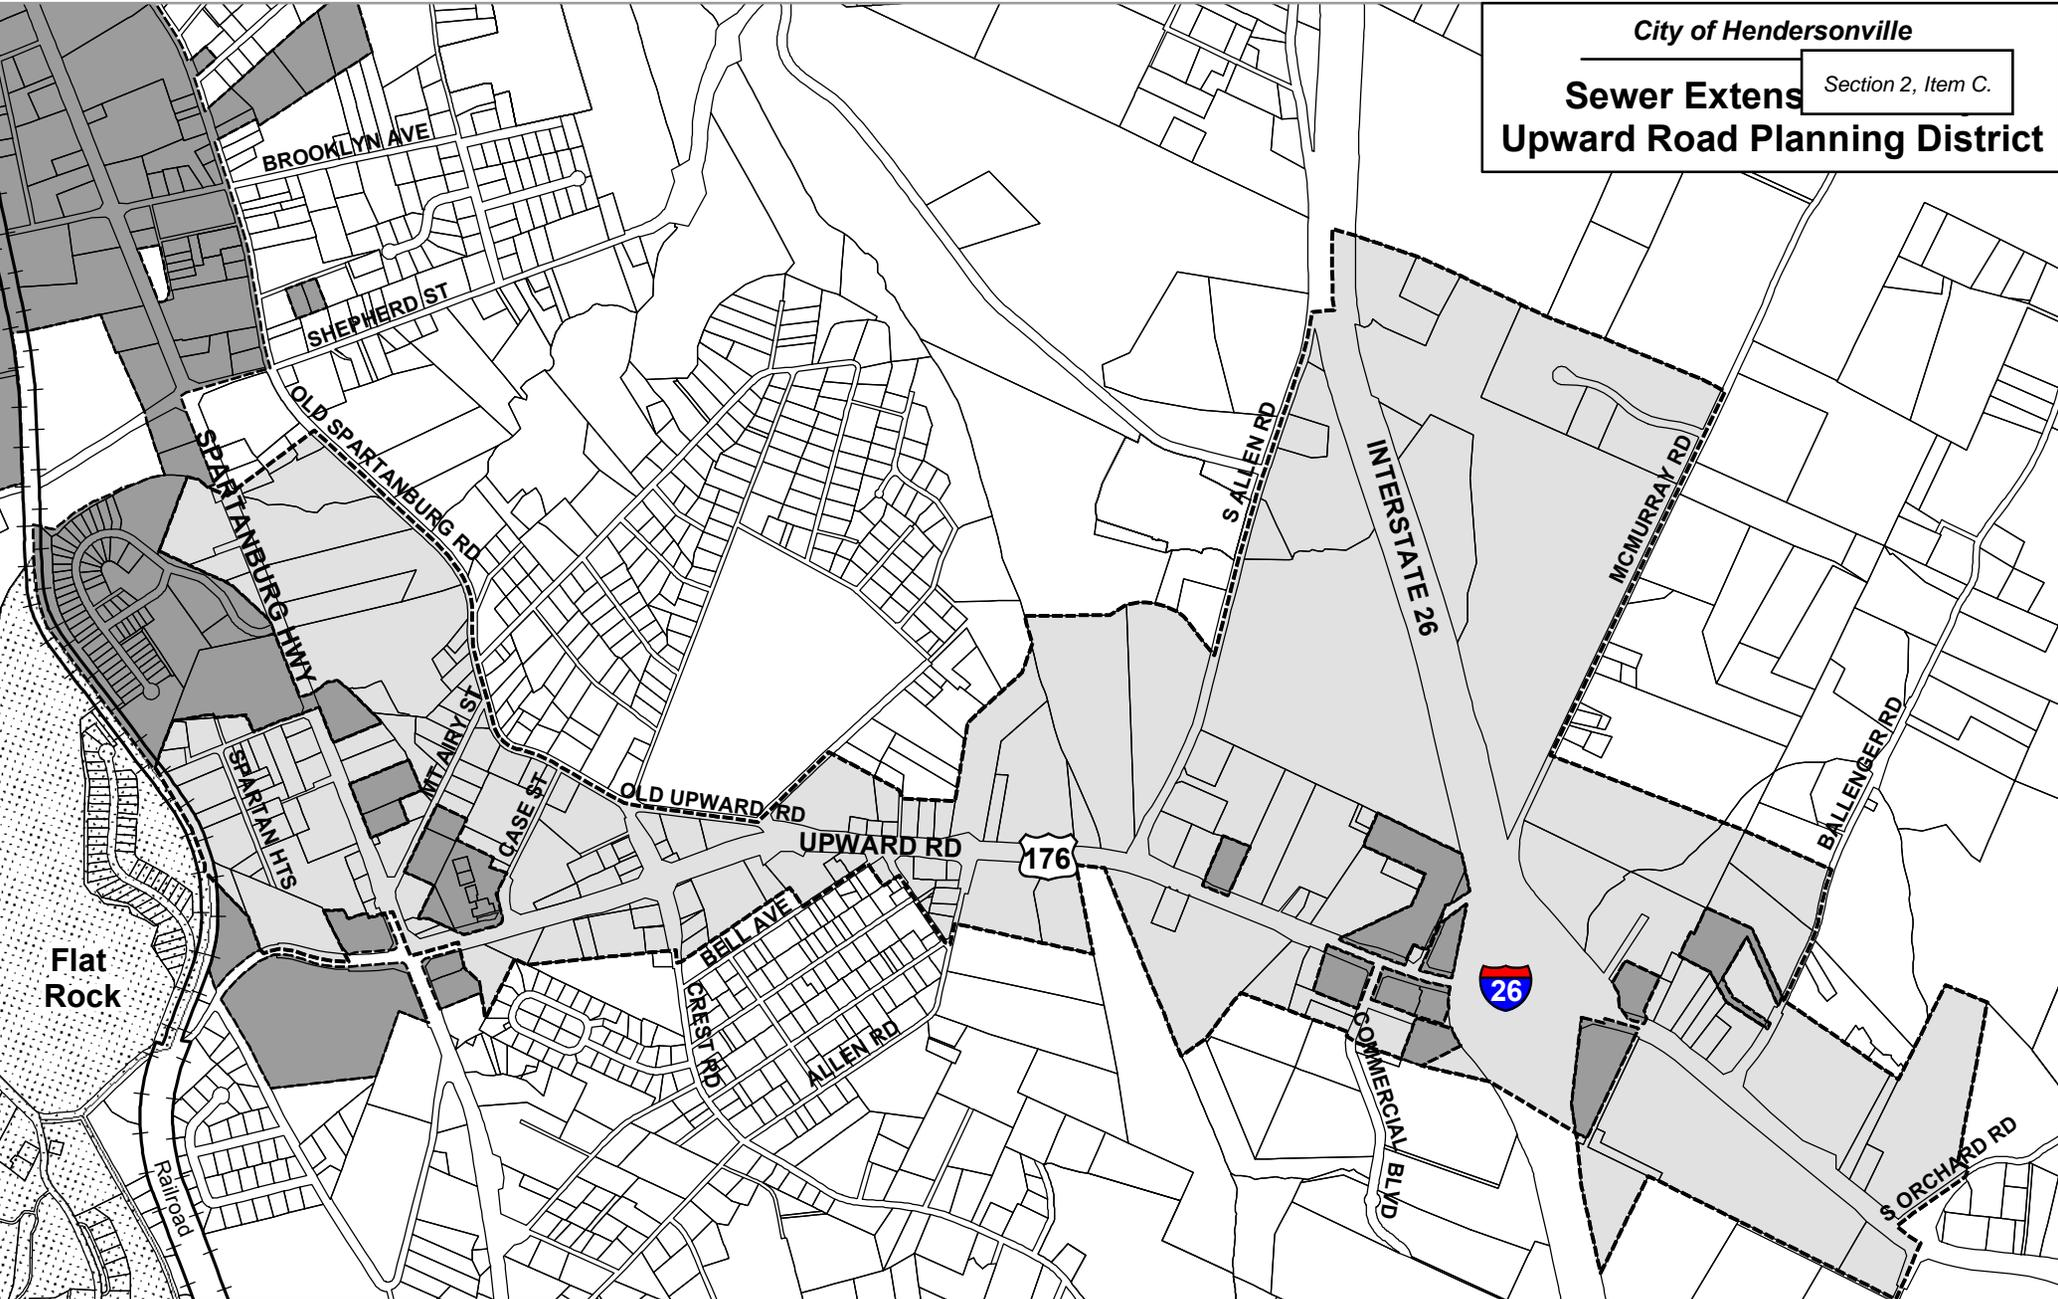 City of Hendersonville
Section 2, Item C.
Sewer Extens
Upward Road Planning District
BROOKLYN AVE
SHEPHERD ST
OLD SPARTANBURG RD
SPARTANBURG HWY
S ALLEN RD
INTERSTATE 26
MCMURRAY RD
MT AIRY ST
SPARTAN HTS
CASE ST
OLD UPWARD RD
UPWARD RD
176
BALLENGER RD
BELL AVE
Flat
Rock
CREST RD
ALLEN RD
26
COMMERCIAL BLVD
S ORCHARD RD
Railroad